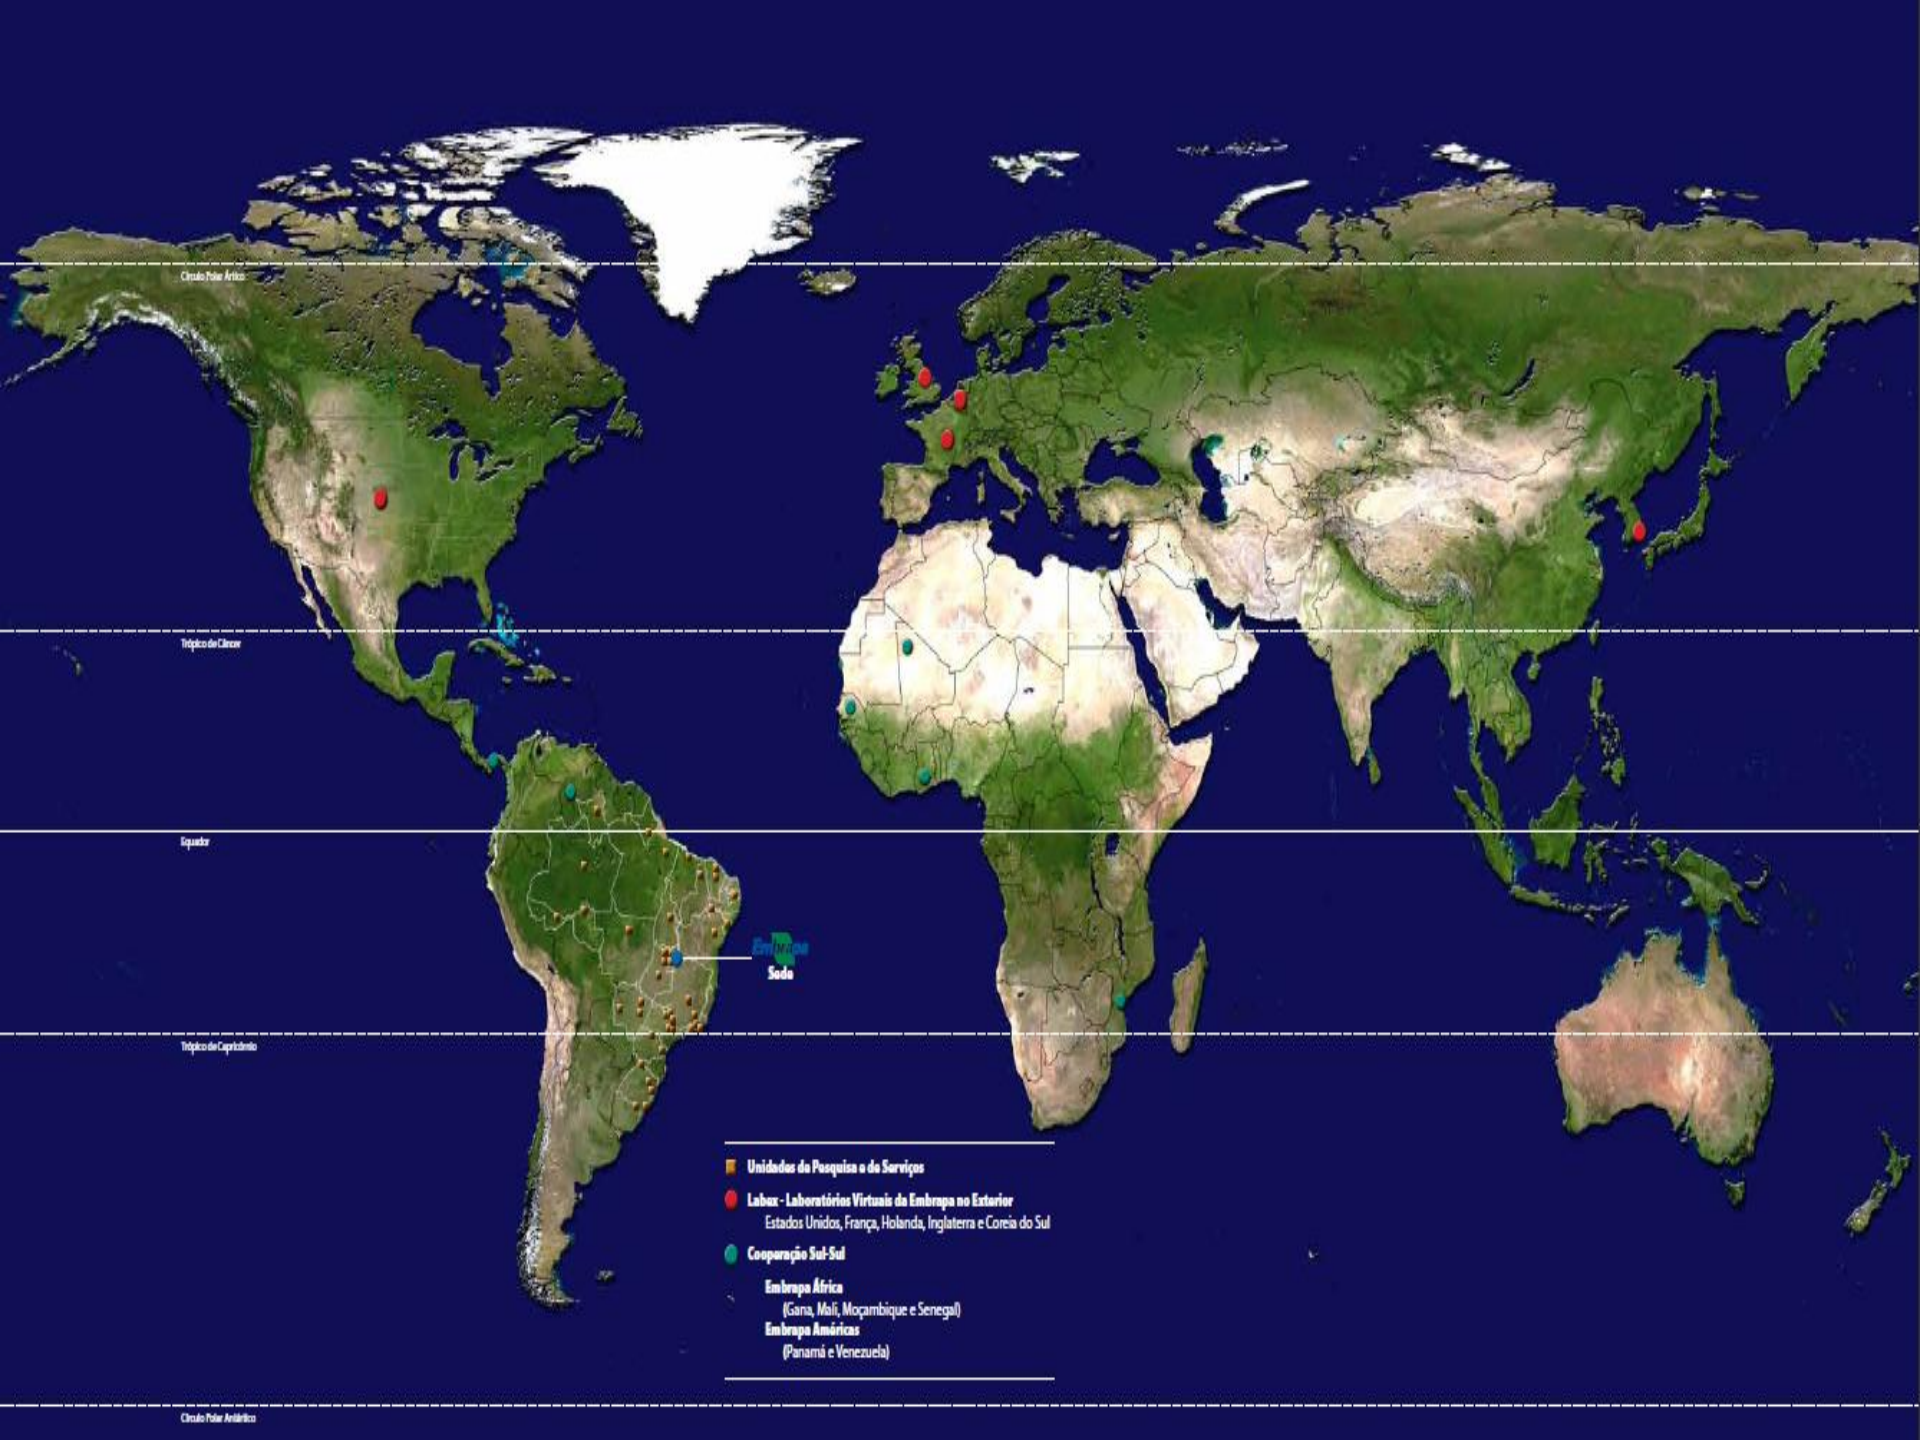 Círculo Polar Ártico
Trópico de Câncer
Equador
Embrapa
Sede
Trópico de Capricórnio
Unidades de Pesquisa e de Serviços
Labex - Laboratórios Virtuais da Embrapa no Exterior
Estados Unidos, França, Holanda, Inglaterra e Coreia do Sul
Cooperação Sul-Sul
Embrapa África
(Gana, Mali, Moçambique e Senegal)
Embrapa Américas
(Panamá e Venezuela)
Círculo Polar Antártico